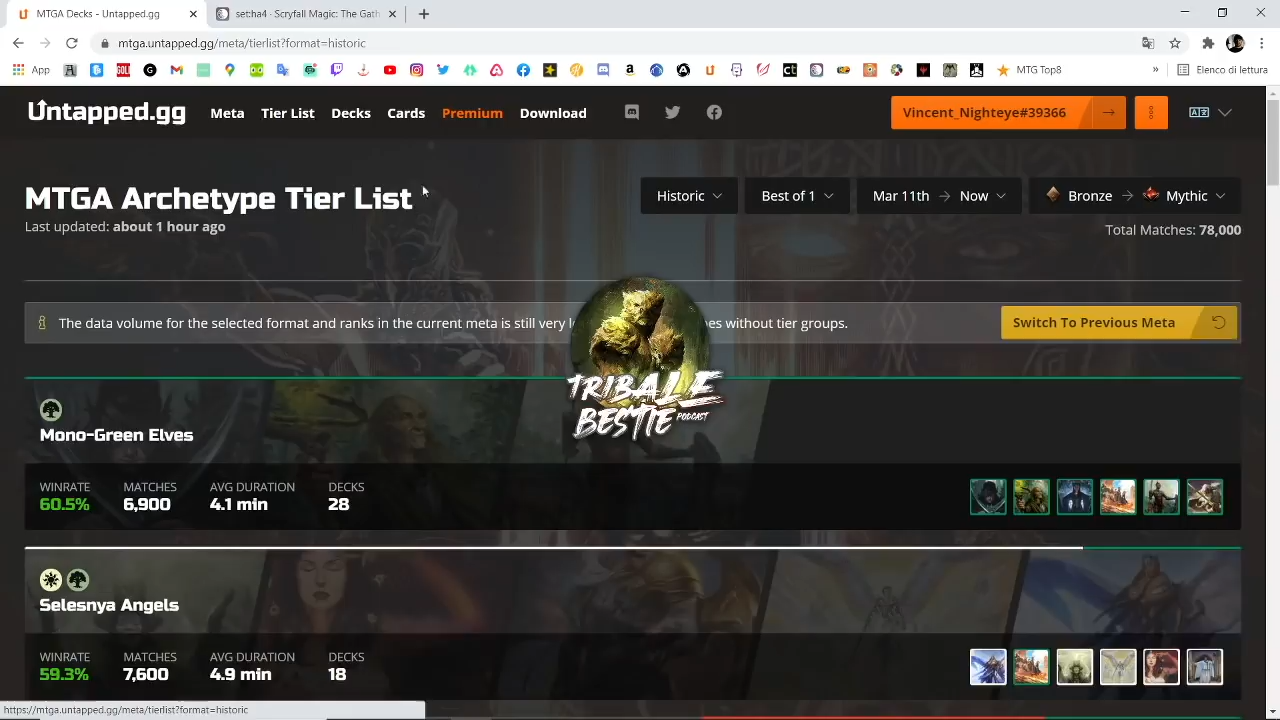 MTGA Decks - Untapped.gg
set:ha4 - Scryfall Magic: The Gath
mtga.untapped.gg/meta/tierlist?format=historic
App
MTG Top8
»
Elenco di lettura
Untapped.gg
Meta
Tier List
Decks
Cards
Premium
Download
Vincent_Nighteye#39366
MTGA Archetype Tier List
Historic
Best of 1
Mar 11th → Now
Bronze → Mythic
Last updated: about 1 hour ago
Total Matches: 78,000
The data volume for the selected format and ranks in the current meta is still very without tier groups.
Switch To Previous Meta
TRIBALE
BESTIE PODCAST
Mono-Green Elves
WINRATE MATCHES AVG DURATION DECKS
60.5% 6,900 4.1 min 28
Selesnya Angels
WINRATE MATCHES AVG DURATION DECKS
59.3% 7,600 4.9 min 18
https://mtga.untapped.gg/meta/tierlist?format=historic